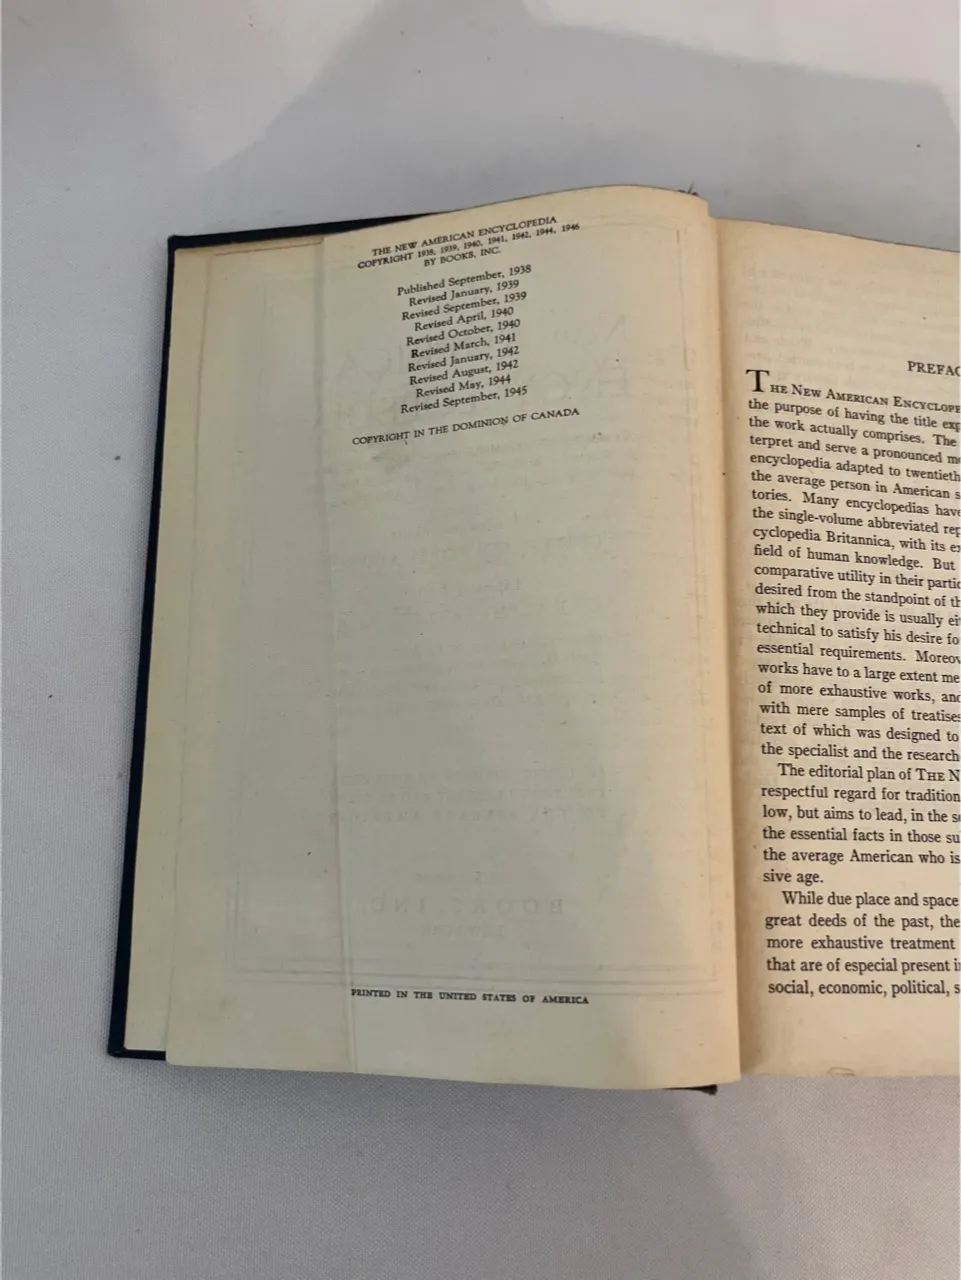 THE NEW AMERICAN ENCYCLOPEDIA
COPYRIGHT 1938, 1939, 1940, 1941, 1942, 1944, 1946
BY BOOKS, INC.
Published September, 1938
Revised January, 1939
Revised September, 1939
Revised April, 1940
Revised October, 1940
Revised March, 1941
Revised January, 1942
Revised August, 1942
Revised May, 1944
Revised September, 1945
COPYRIGHT IN THE DOMINION OF CANADA
PRINTED IN THE UNITED STATES OF AMERICA
PREFAC
THE NEW AMERICAN ENCYCLOPE
the purpose of having the title exp
the work actually comprises. The
terpret and serve a pronounced m
encyclopedia adapted to twentieth
the average person in American s
tories. Many encyclopedias have
the single-volume abbreviated rep
cyclopedia Britannica, with its ex
field of human knowledge. But
comparative utility in their partic
desired from the standpoint of th
which they provide is usually ei
technical to satisfy his desire fo
essential requirements. Moreov
works have to a large extent me
of more exhaustive works, and
with mere samples of treatises
text of which was designed to
the specialist and the research
The editorial plan of THE N
respectful regard for tradition
low, but aims to lead, in the s
the essential facts in those su
the average American who is
sive age.
While due place and space
great deeds of the past, the
more exhaustive treatment
that are of especial present i
social, economic, political, s